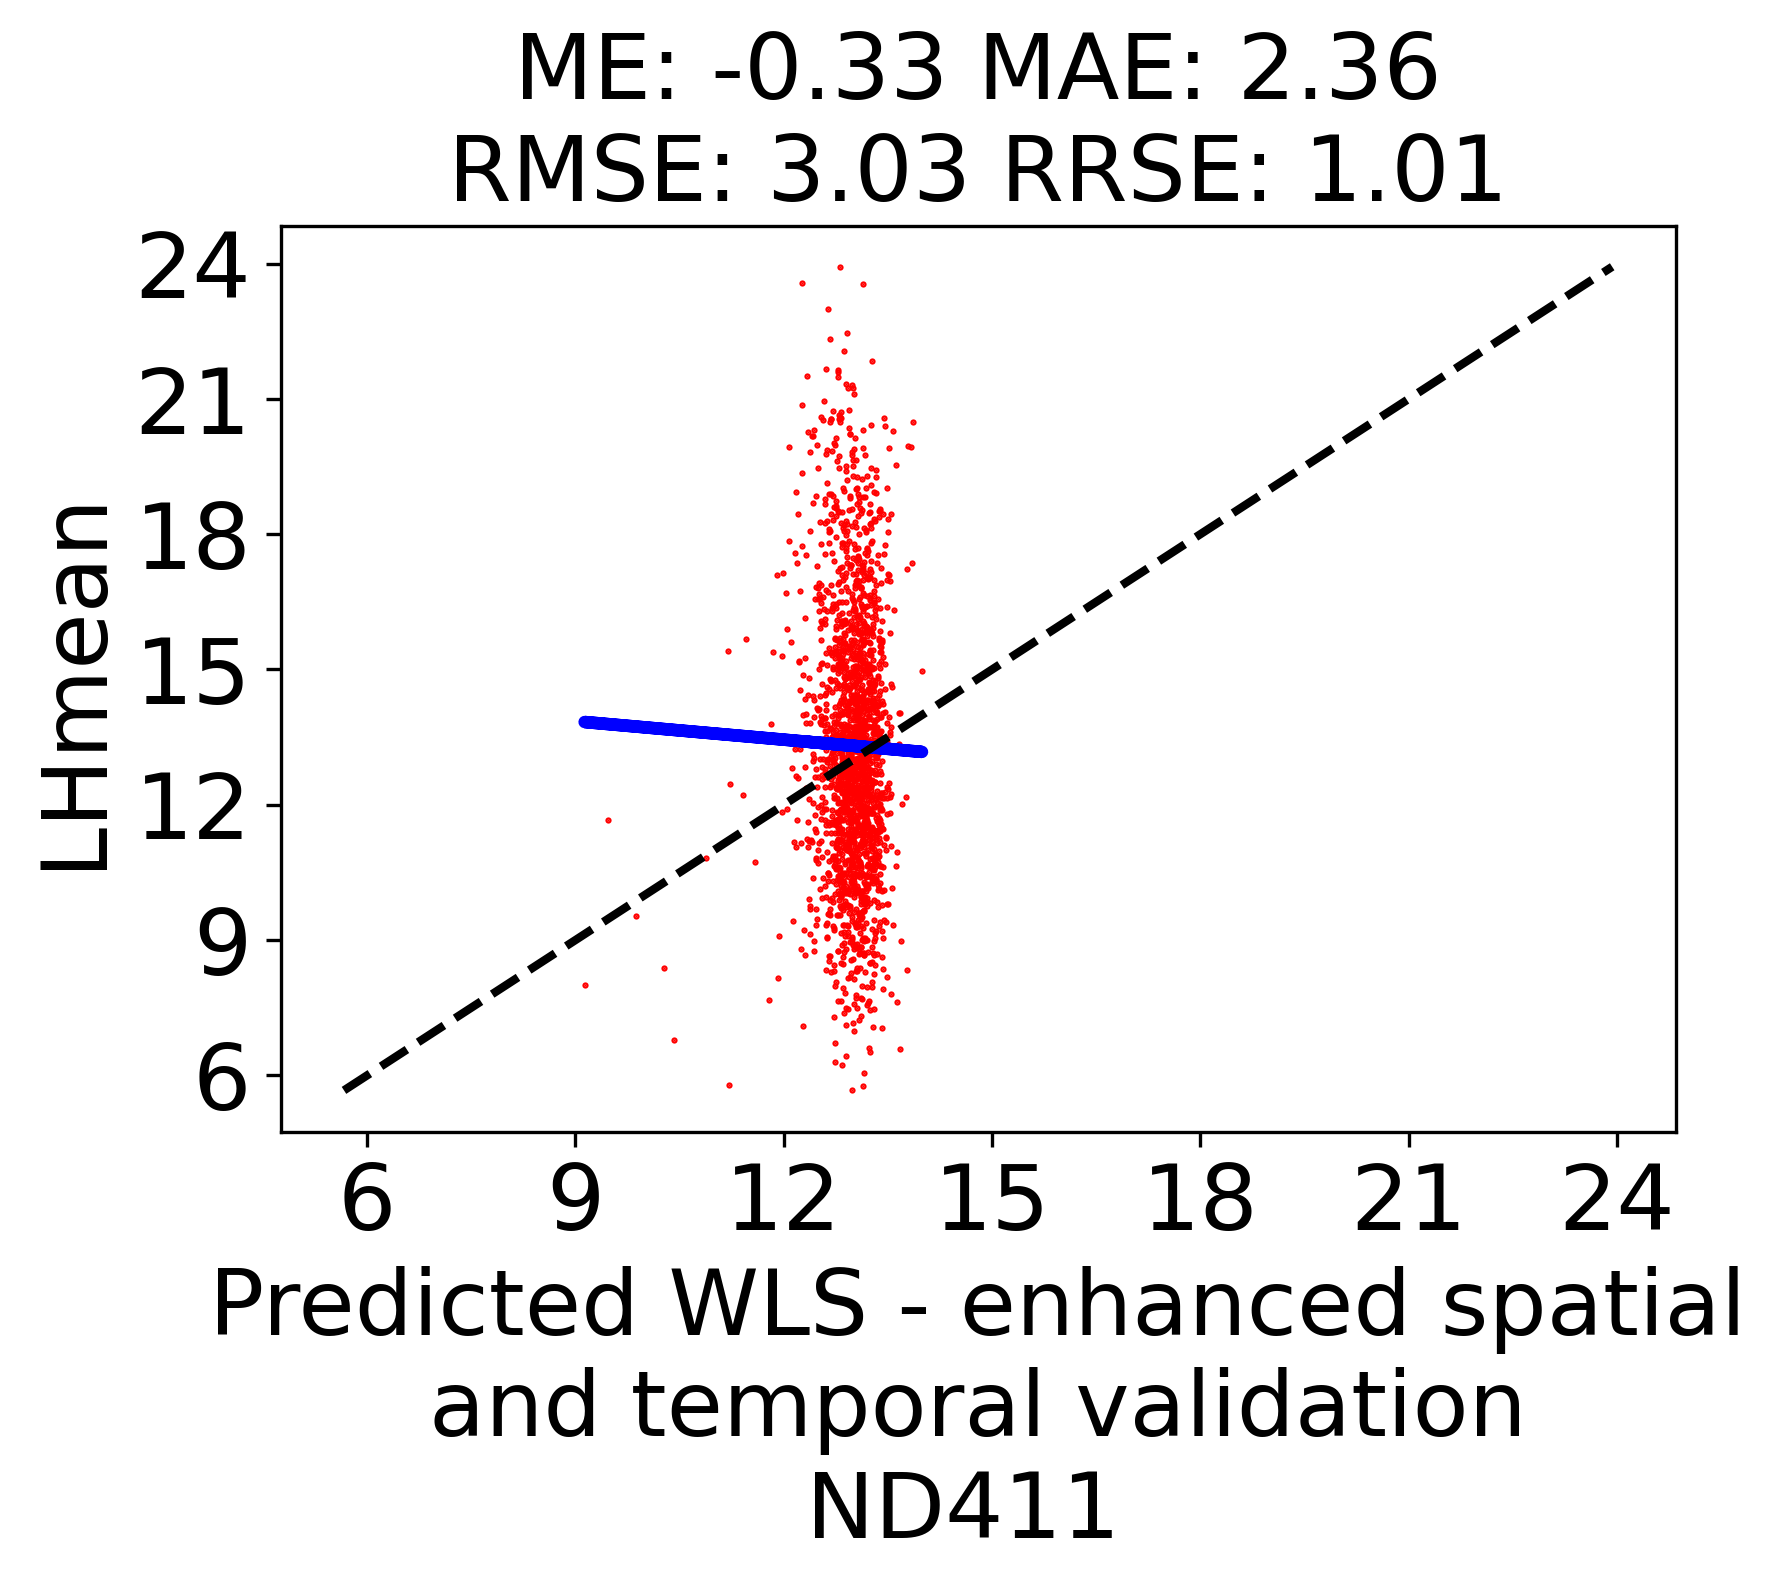 ME: -0.33 MAE: 2.36
RMSE: 3.03 RRSE: 1.01
24
21
18
15
12
9
6
LHmean
6 9 12 15 18 21 24
Predicted WLS - enhanced spatial
and temporal validation
ND411